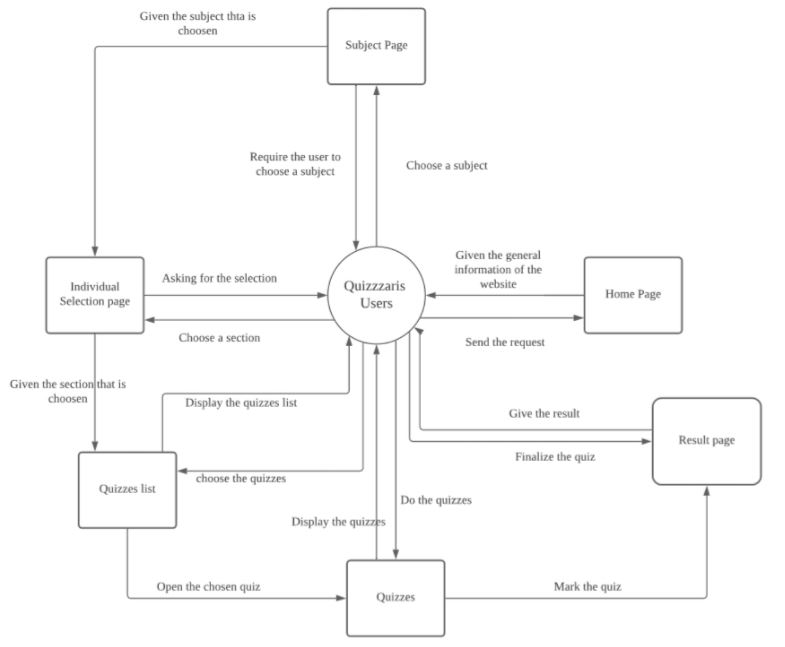 Given the subject thta is
choosen
Subject Page
Require the user to
choose a subject
Choose a subject
Individual
Selection page
Asking for the selection
Choose a section
Quizzzaris
Users
Given the general
information of the
website
Home Page
Send the request
Given the section that is
choosen
Display the quizzes list
Give the result
Result page
Finalize the quiz
Quizzes list
choose the quizzes
Do the quizzes
Display the quizzes
Open the chosen quiz
Quizzes
Mark the quiz